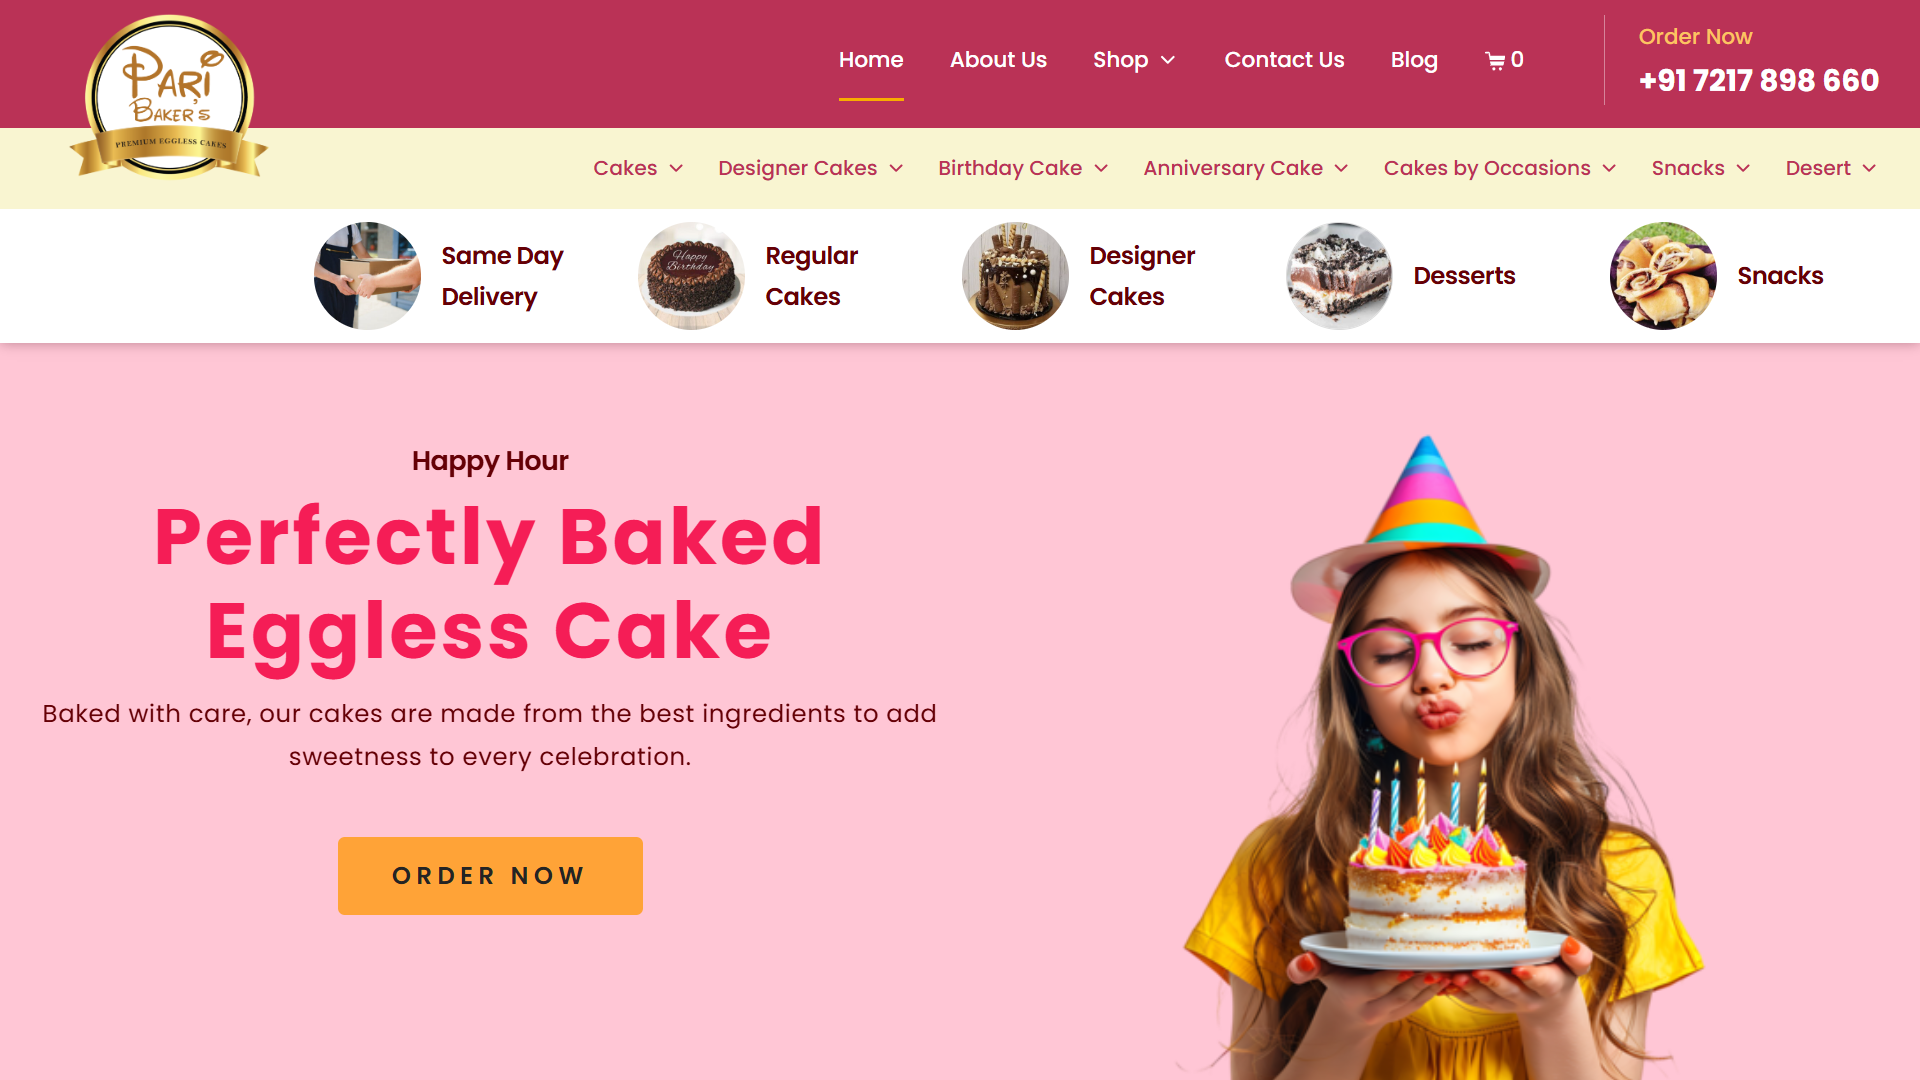 PARI
BAKER'S
PREMIUM EGGLESS CAKES
Home About Us Shop Contact Us Blog 0
Order Now
+91 7217 898 660
Cakes Designer Cakes Birthday Cake Anniversary Cake Cakes by Occasions Snacks Desert
Same Day
Delivery
Happy
Birthday
Regular
Cakes
Designer
Cakes
Desserts
Snacks
Happy Hour
Perfectly Baked
Eggless Cake
Baked with care, our cakes are made from the best ingredients to add
sweetness to every celebration.
ORDER NOW